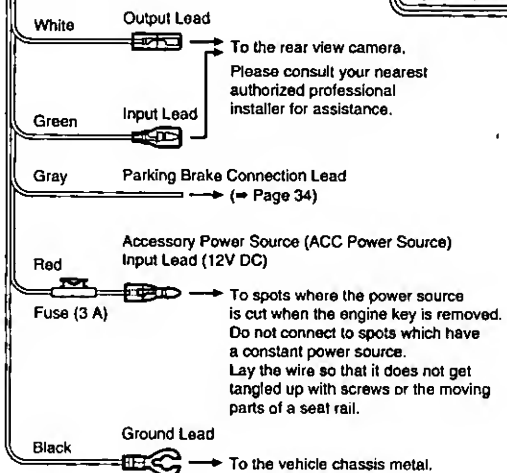 White
Output Lead
To the rear view camera.
Please consult your nearest
authorized professional
installer for assistance.
Green
Input Lead
Gray
Parking Brake Connection Lead
(➡ Page 34)
Accessory Power Source (ACC Power Source)
Input Lead (12V DC)
Red
Fuse (3 A)
To spots where the power source
is cut when the engine key is removed.
Do not connect to spots which have
a constant power source.
Lay the wire so that it does not get
tangled up with screws or the moving
parts of a seat rail.
Ground Lead
Black
To the vehicle chassis metal.